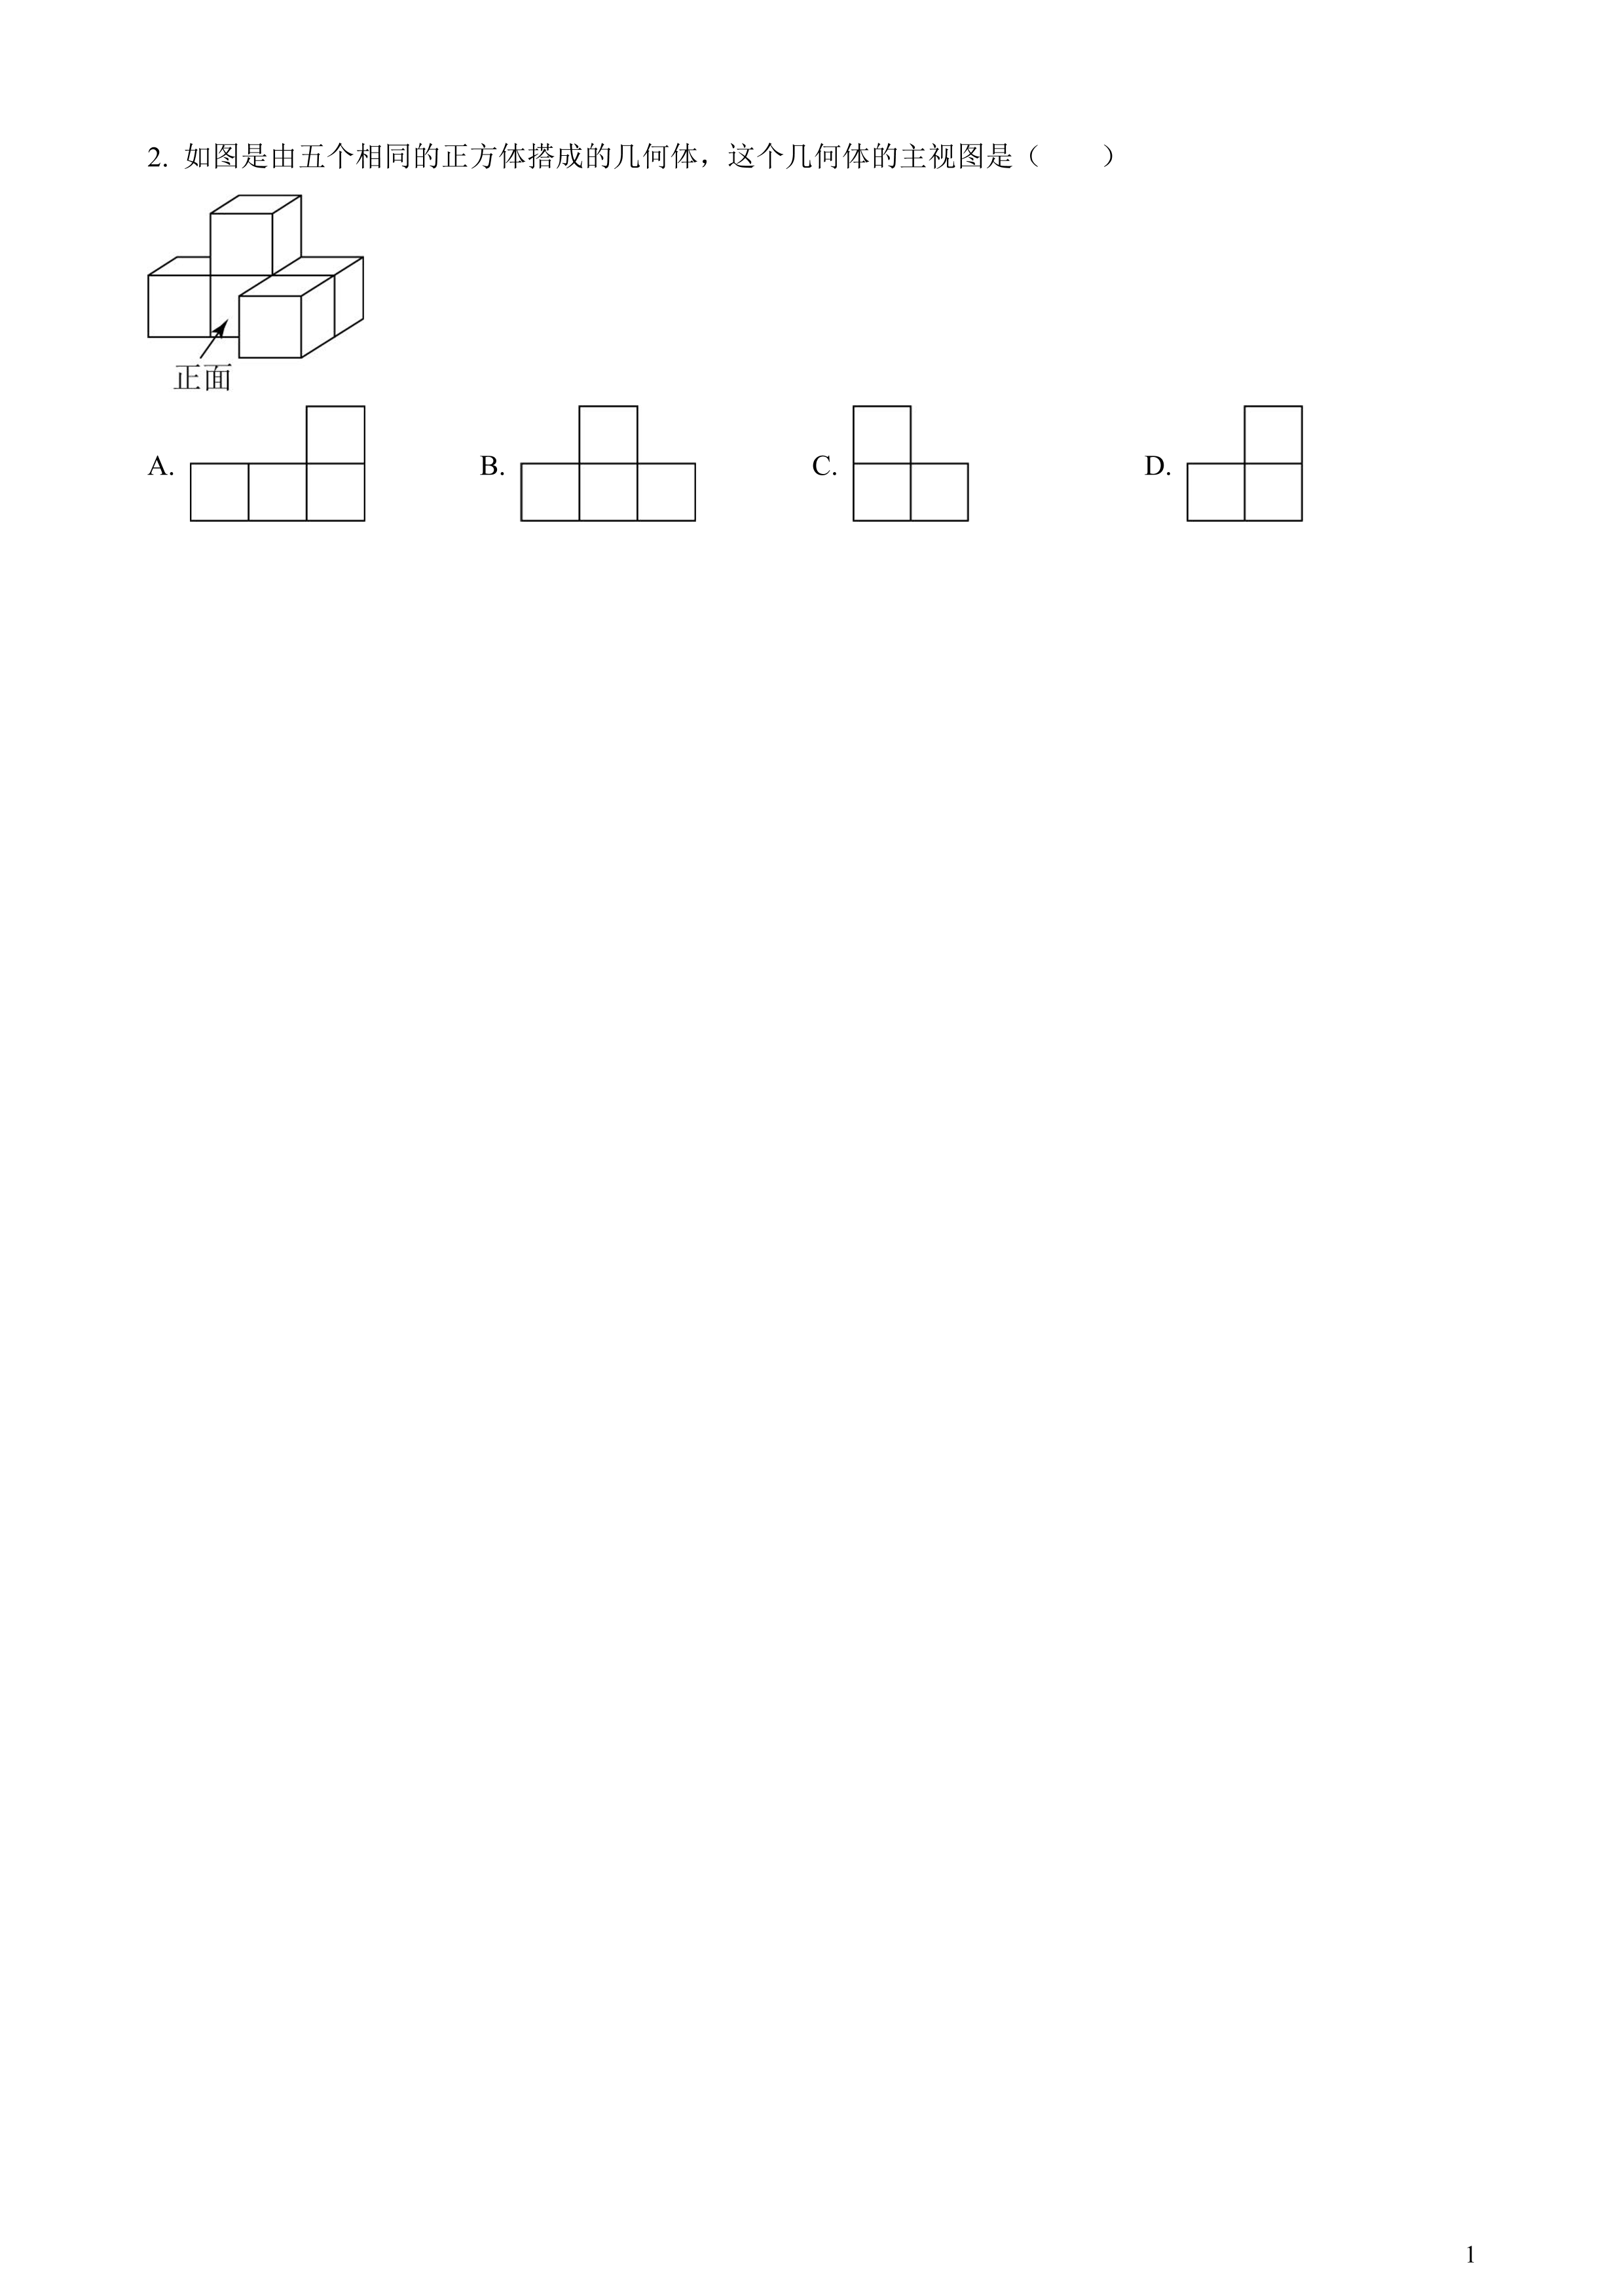 2. 如图是由五个相同的正方体搭成的几何体，这个几何体的主视图是（　　）
正面
A. B. C. D.
1